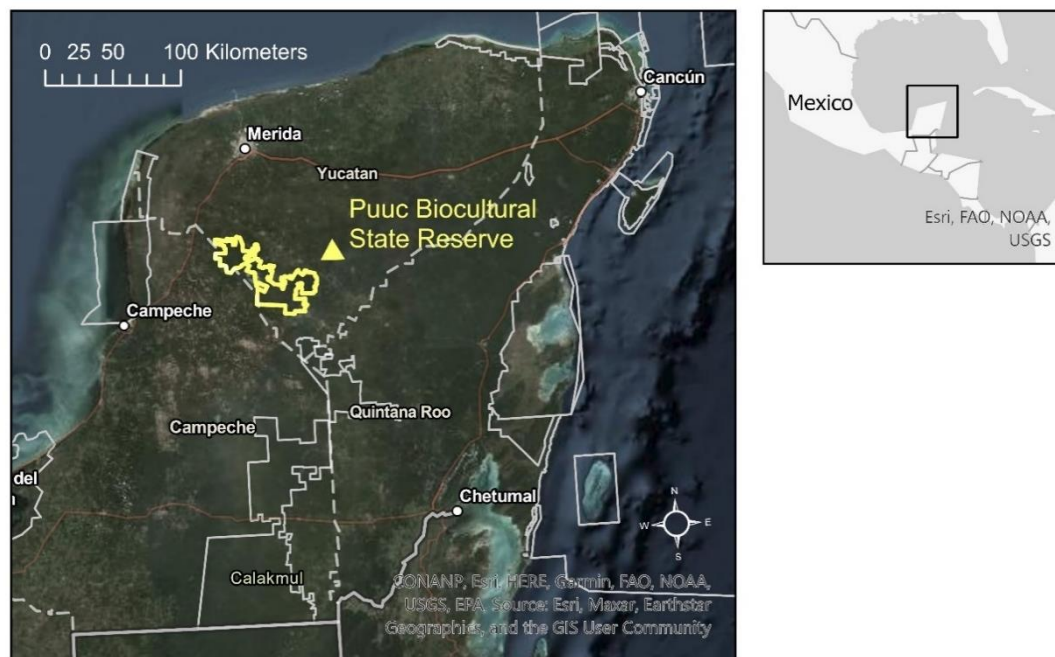 0 25 50 100 Kilometers
Cancún
Merida
Yucatan
Puuc Biocultural
State Reserve
Campeche
Quintana Roo
Campeche
del
Chetumal
N
W E
S
Calakmul
CONANP, Esri, HERE, Garmin, FAO, NOAA,
USGS, EPA, Source: Esri, Maxar, Earthstar
Geographics, and the GIS User Community
Mexico
Esri, FAO, NOAA,
USGS